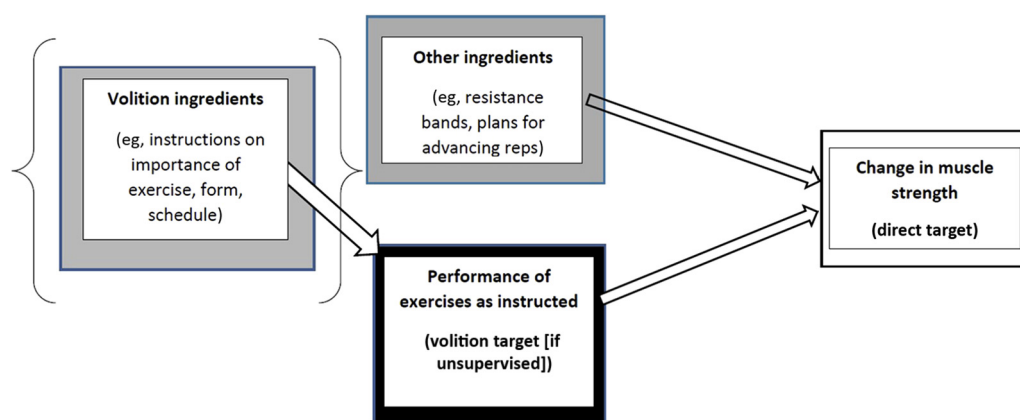 Volition ingredients
(eg, instructions on
importance of
exercise, form,
schedule)
Other ingredients
(eg, resistance
bands, plans for
advancing reps)
Performance of
exercises as instructed
(volition target [if
unsupervised])
Change in muscle
strength
(direct target)